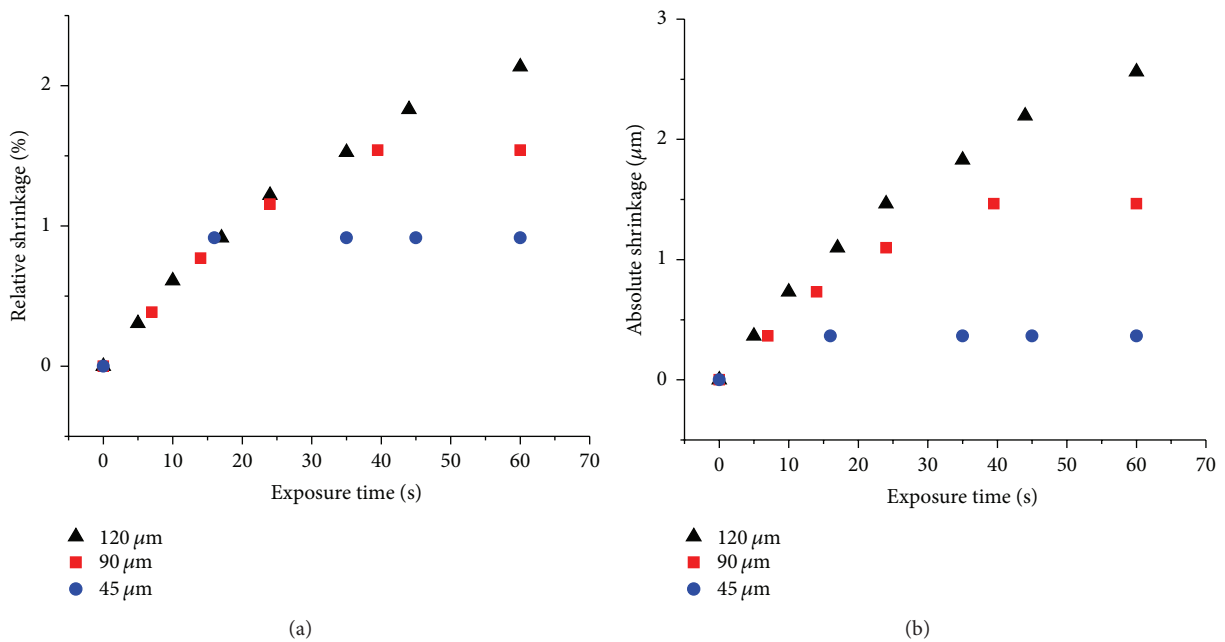 2
1
0
Relative shrinkage (%)
0 10 20 30 40 50 60 70
Exposure time (s)
120 μm
90 μm
45 μm
(a)
3
2
1
0
Absolute shrinkage (μm)
0 10 20 30 40 50 60 70
Exposure time (s)
120 μm
90 μm
45 μm
(b)